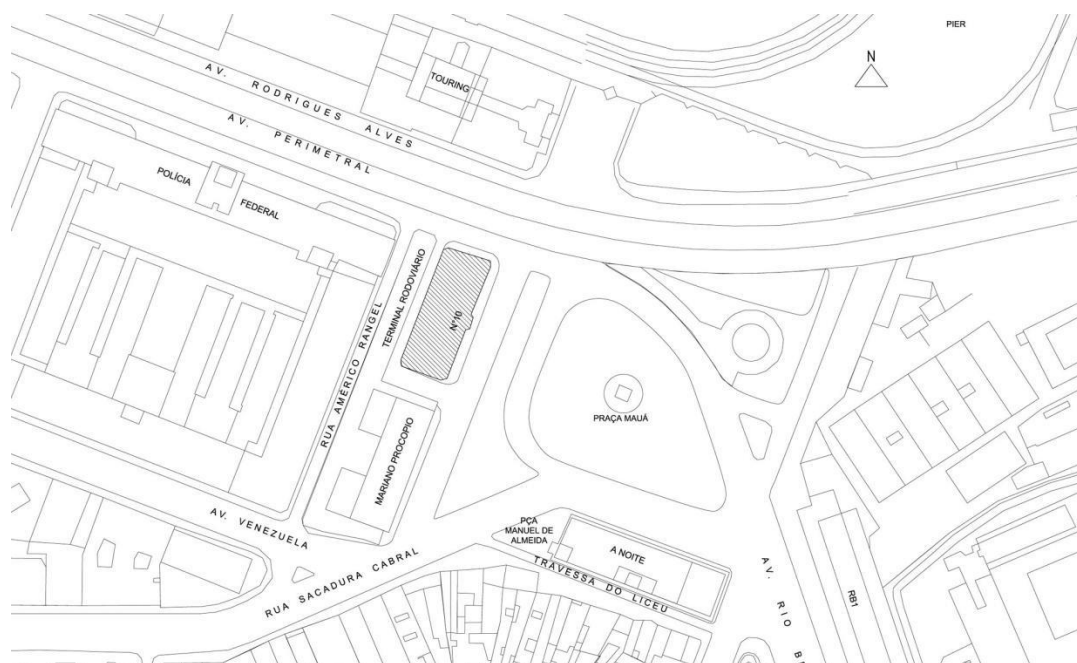 PIER
N
TOURING
AV. RODRIGUES ALVES
AV. PERIMETRAL
POLÍCIA
FEDERAL
TERMINAL RODOVIÁRIO
Nº10
RUA AMÉRICO RANGEL
PRAÇA MAUÁ
MARIANO PROCOPIO
AV. VENEZUELA
PÇA
MANUEL DE
ALMEIDA
A NOITE
RUA SACADURA CABRAL
TRAVESSA DO LICEU
AV. RIO
RB1